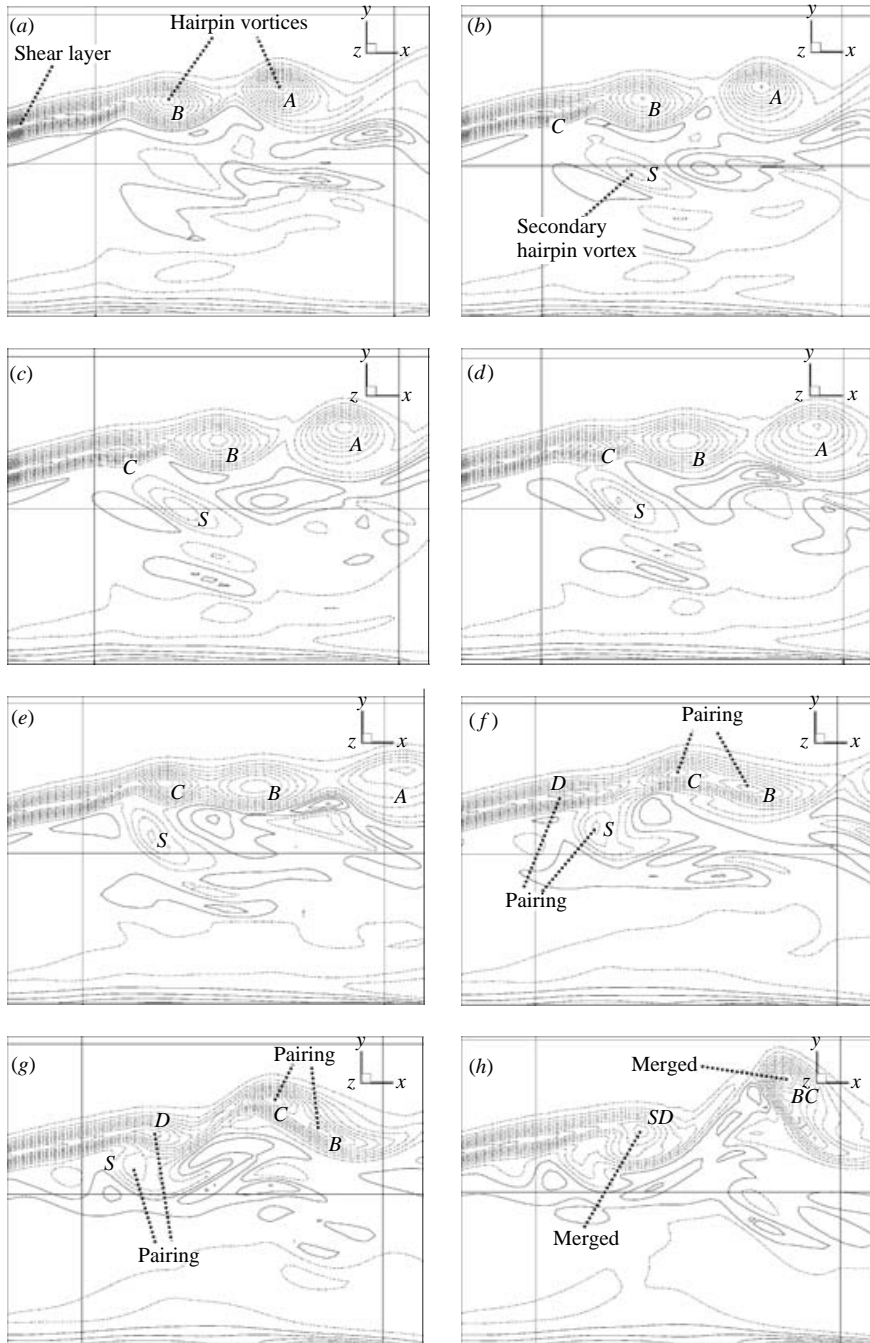 (a)
Hairpin vortices
y
z
x
Shear layer
B
A
(b)
y
z
x
C
B
A
S
Secondary
hairpin vortex
(c)
y
z
x
C
B
A
S
(d)
y
z
x
C
B
A
S
(e)
y
z
x
C
B
A
S
(f)
Pairing
y
z
x
D
C
B
S
Pairing
(g)
Pairing
y
z
x
D
C
B
S
Pairing
(h)
Merged
y
z
x
BC
SD
Merged